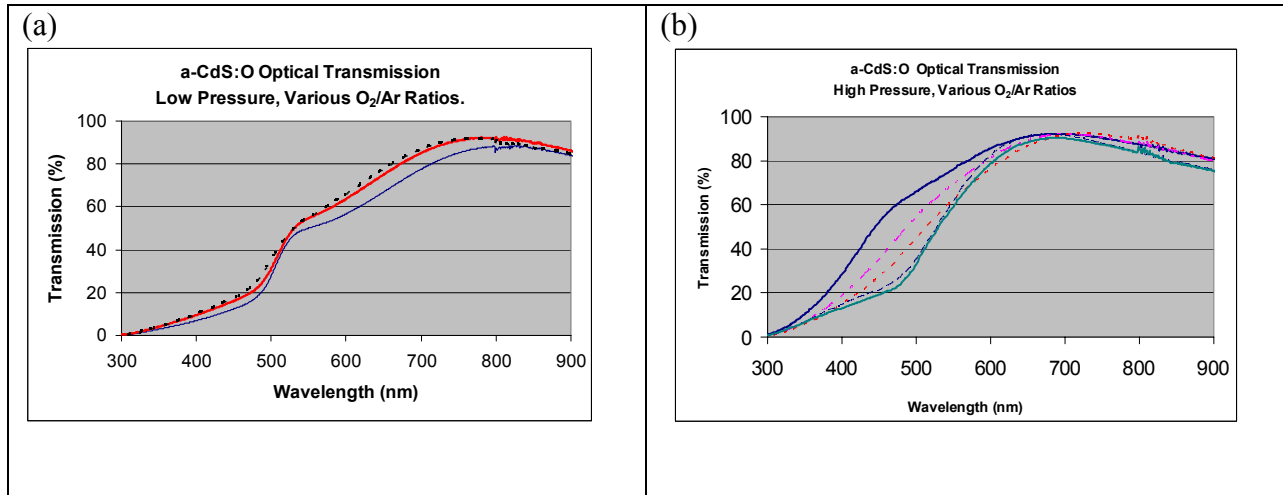 (a)
a-CdS:O Optical Transmission
Low Pressure, Various O₂/Ar Ratios.
Transmission (%)
100
80
60
40
20
0
300 400 500 600 700 800 900
Wavelength (nm)
(b)
a-CdS:O Optical Transmission
High Pressure, Various O₂/Ar Ratios
Transmission (%)
100
80
60
40
20
0
300 400 500 600 700 800 900
Wavelength (nm)